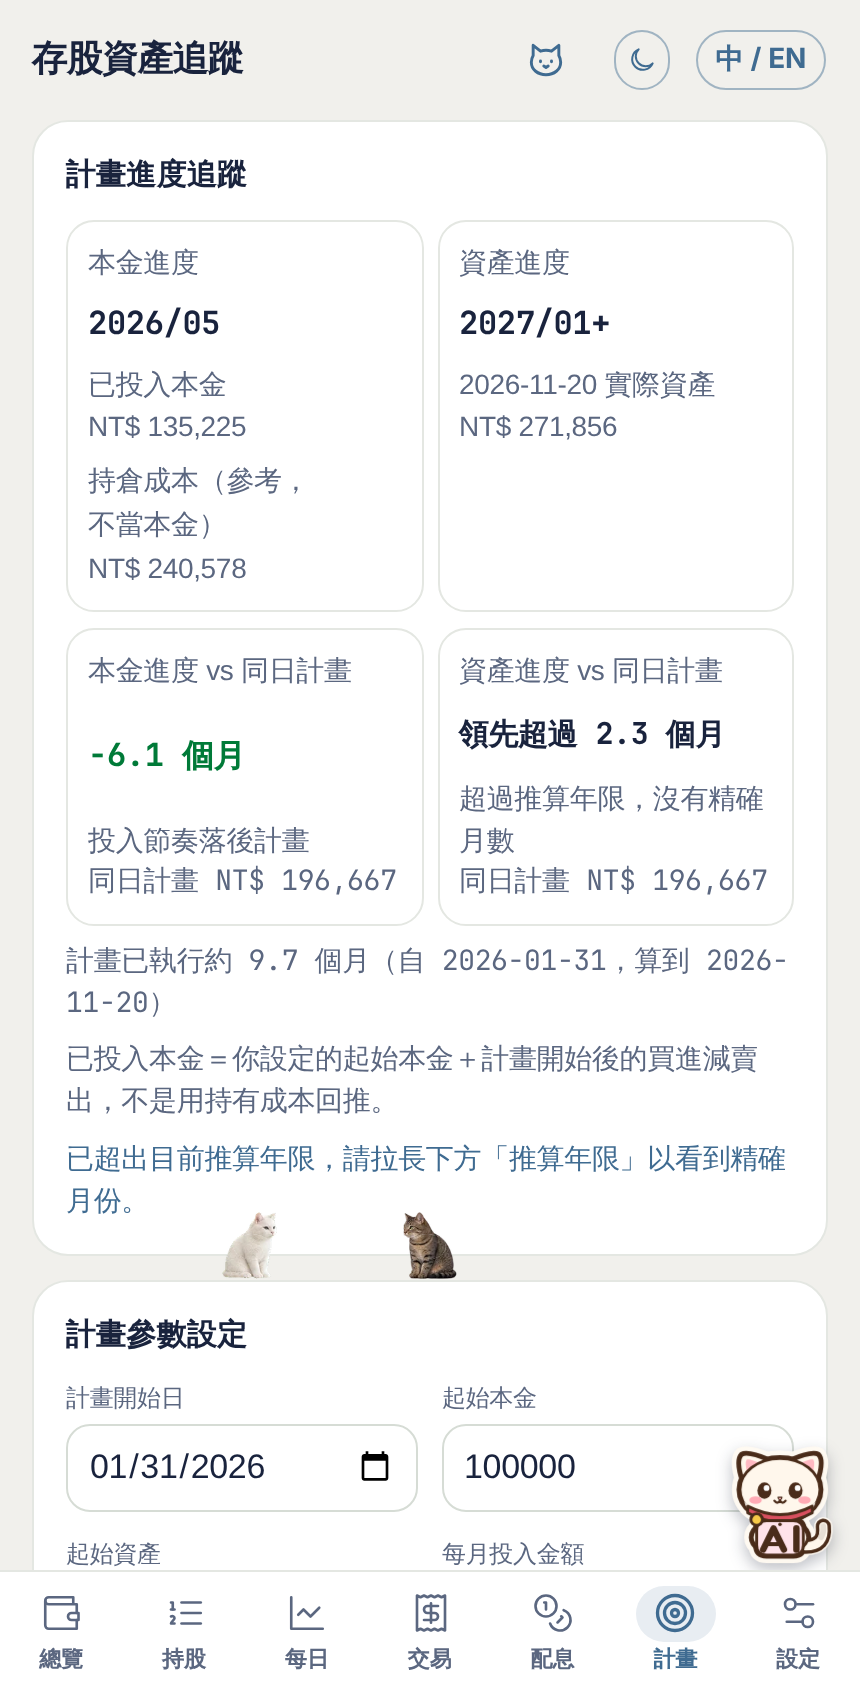 存股資產追蹤
中 / EN
計畫進度追蹤
本金進度
2026/05
已投入本金
NT$ 135,225
持倉成本（參考，
不當本金）
NT$ 240,578
資產進度
2027/01+
2026-11-20 實際資產
NT$ 271,856
本金進度 vs 同日計畫
-6.1 個月
投入節奏落後計畫
同日計畫 NT$ 196,667
資產進度 vs 同日計畫
領先超過 2.3 個月
超過推算年限，沒有精確
月數
同日計畫 NT$ 196,667
計畫已執行約 9.7 個月（自 2026-01-31，算到 2026-
11-20）
已投入本金＝你設定的起始本金＋計畫開始後的買進減賣
出，不是用持有成本回推。
已超出目前推算年限，請拉長下方「推算年限」以看到精確
月份。
計畫參數設定
計畫開始日
起始本金
01/31/2026
100000
起始資產
每月投入金額
AI
總覽
持股
每日
交易
配息
計畫
設定